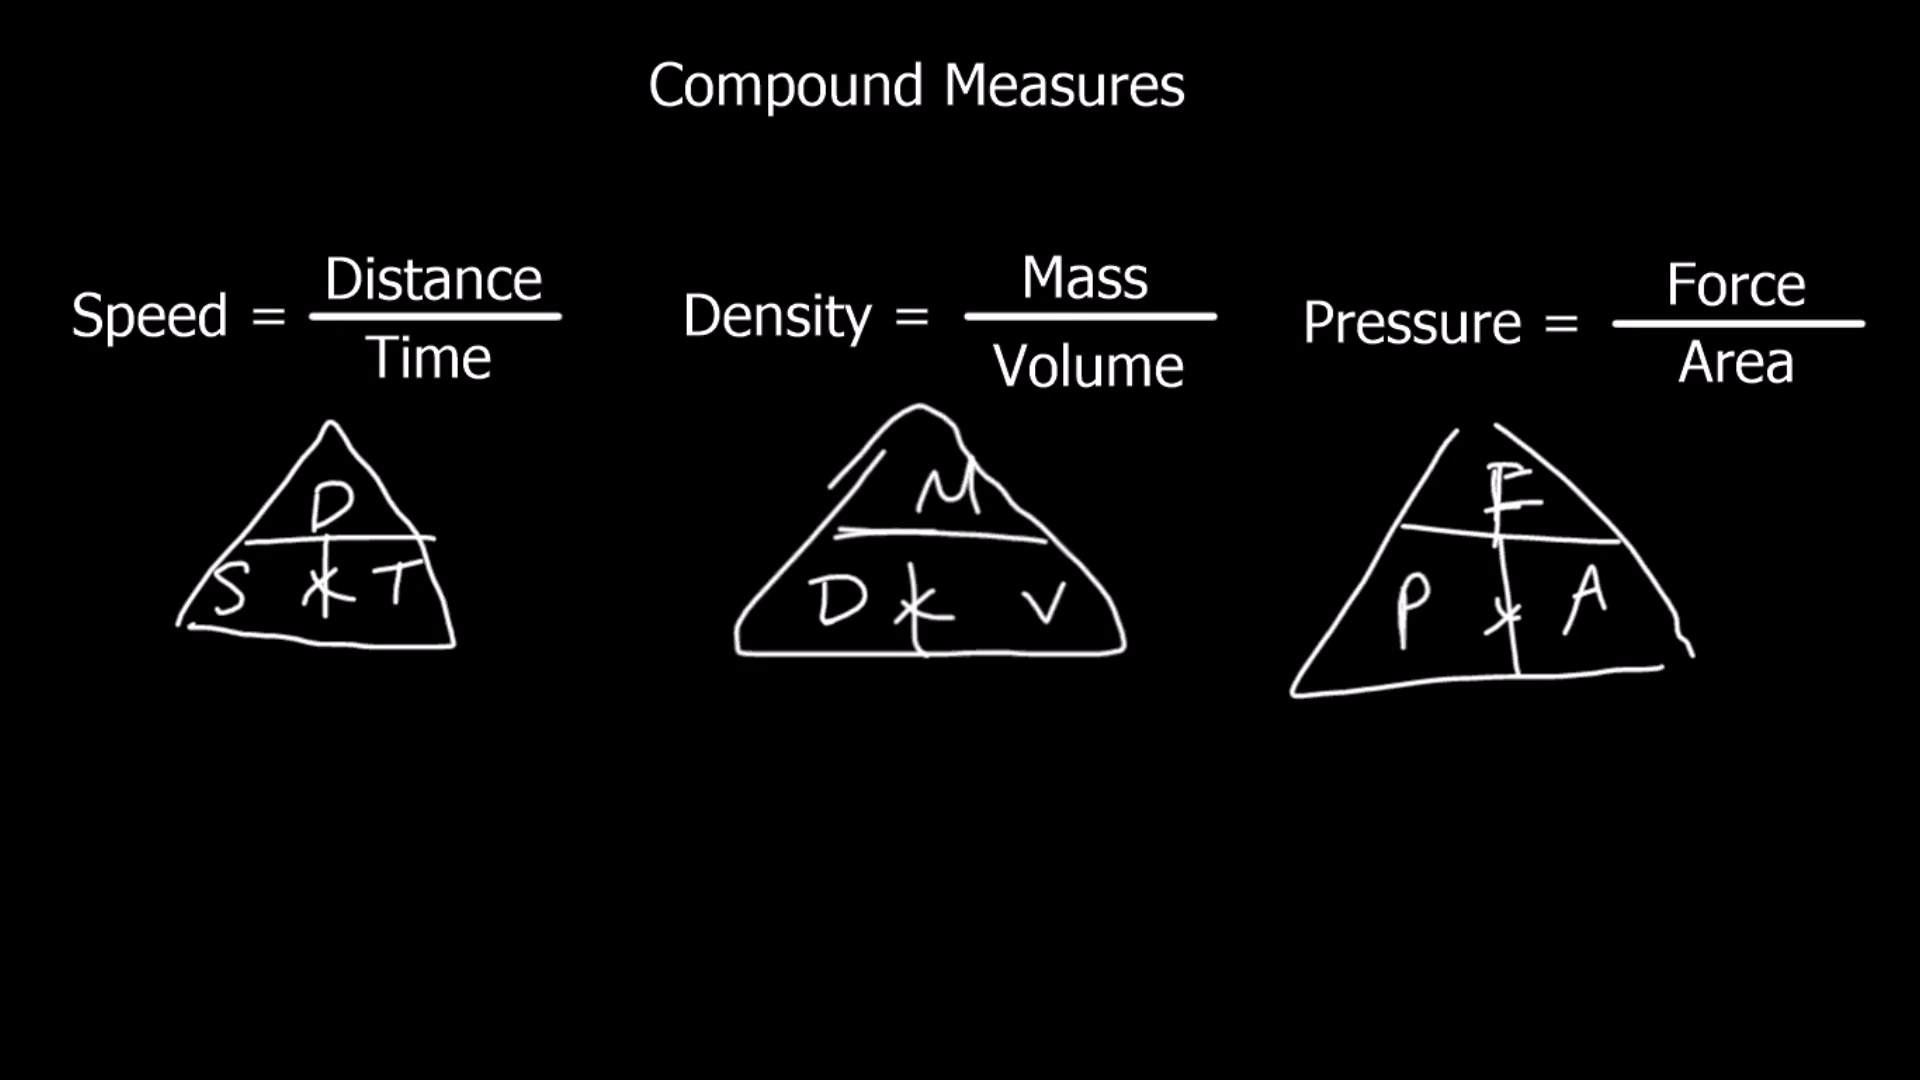 Compound Measures
Speed = Distance / Time
Density = Mass / Volume
Pressure = Force / Area
D
S * T
M
D * V
F
P * A